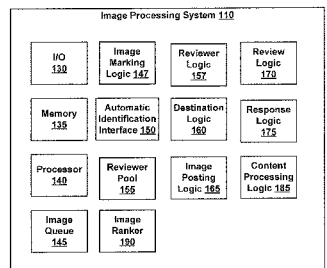 Image Processing System 110
I/O
130
Image
Marking
Logic 147
Reviewer
Logic
157
Review
Logic
170
Memory
135
Automatic
Identification
Interface 150
Destination
Logic
160
Response
Logic
175
Processor
140
Reviewer
Pool
155
Image
Posting
Logic 165
Content
Processing
Logic 185
Image
Queue
145
Image
Ranker
190